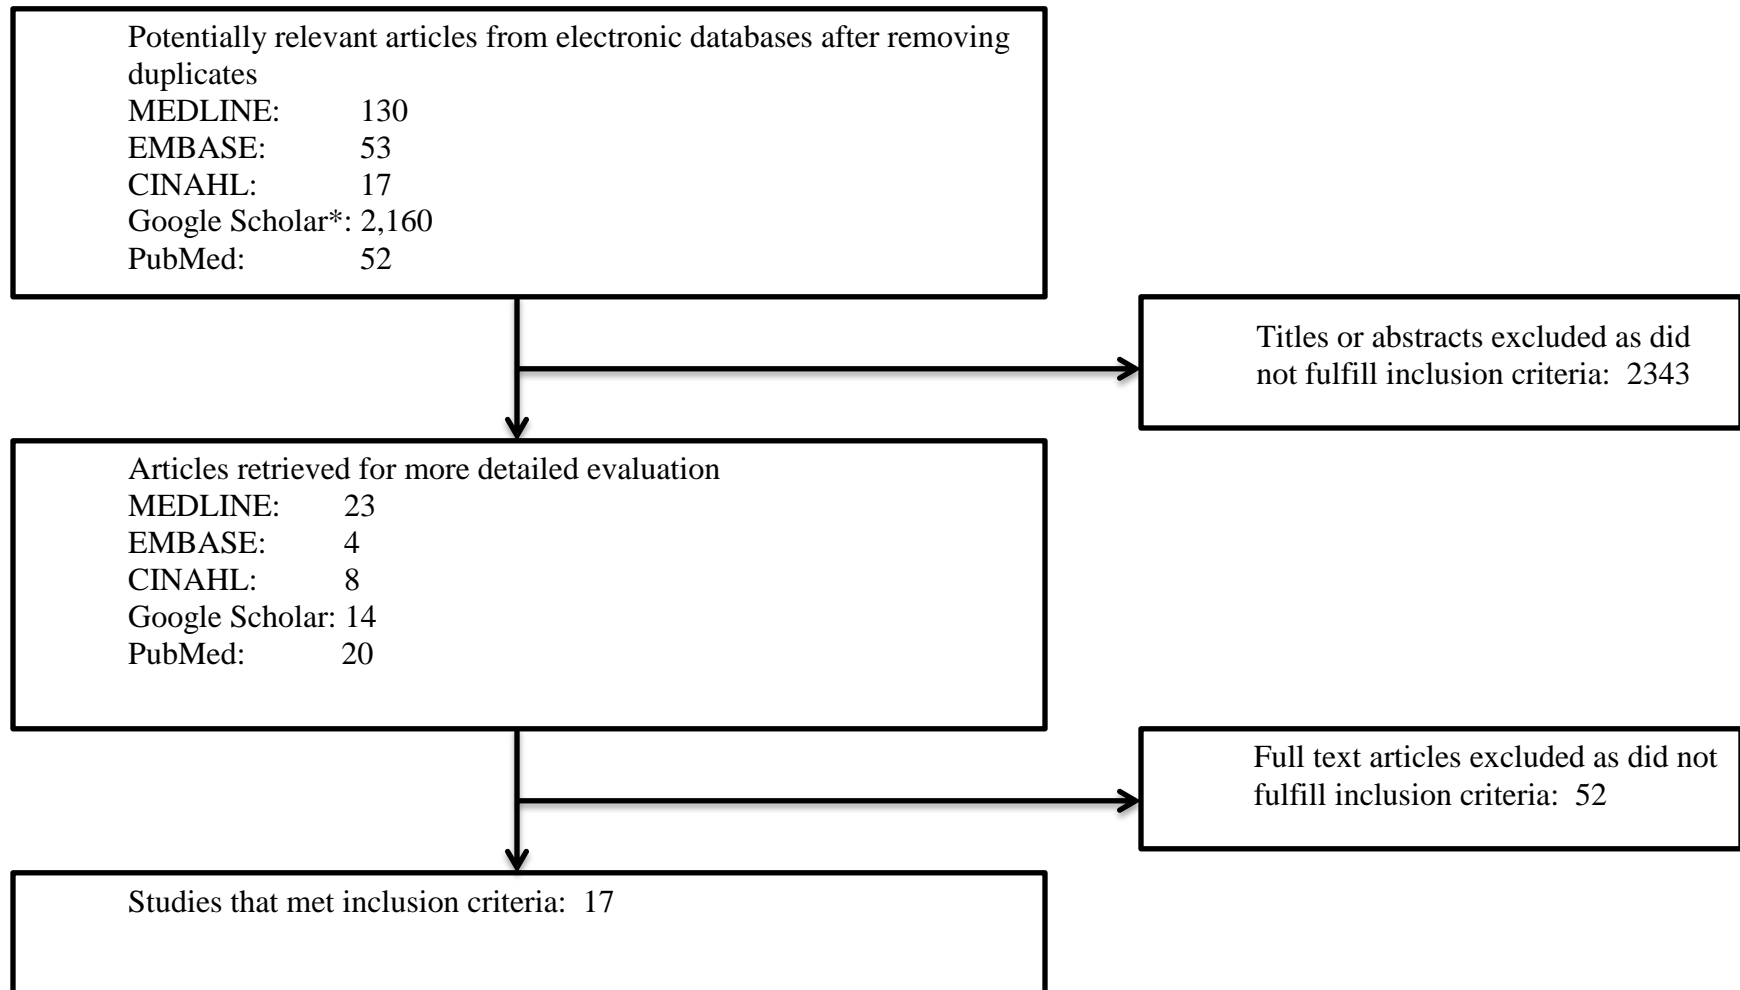 Potentially relevant articles from electronic databases after removing
duplicates
MEDLINE: 130
EMBASE: 53
CINAHL: 17
Google Scholar*: 2,160
PubMed: 52
Titles or abstracts excluded as did
not fulfill inclusion criteria: 2343
Articles retrieved for more detailed evaluation
MEDLINE: 23
EMBASE: 4
CINAHL: 8
Google Scholar: 14
PubMed: 20
Full text articles excluded as did not
fulfill inclusion criteria: 52
Studies that met inclusion criteria: 17